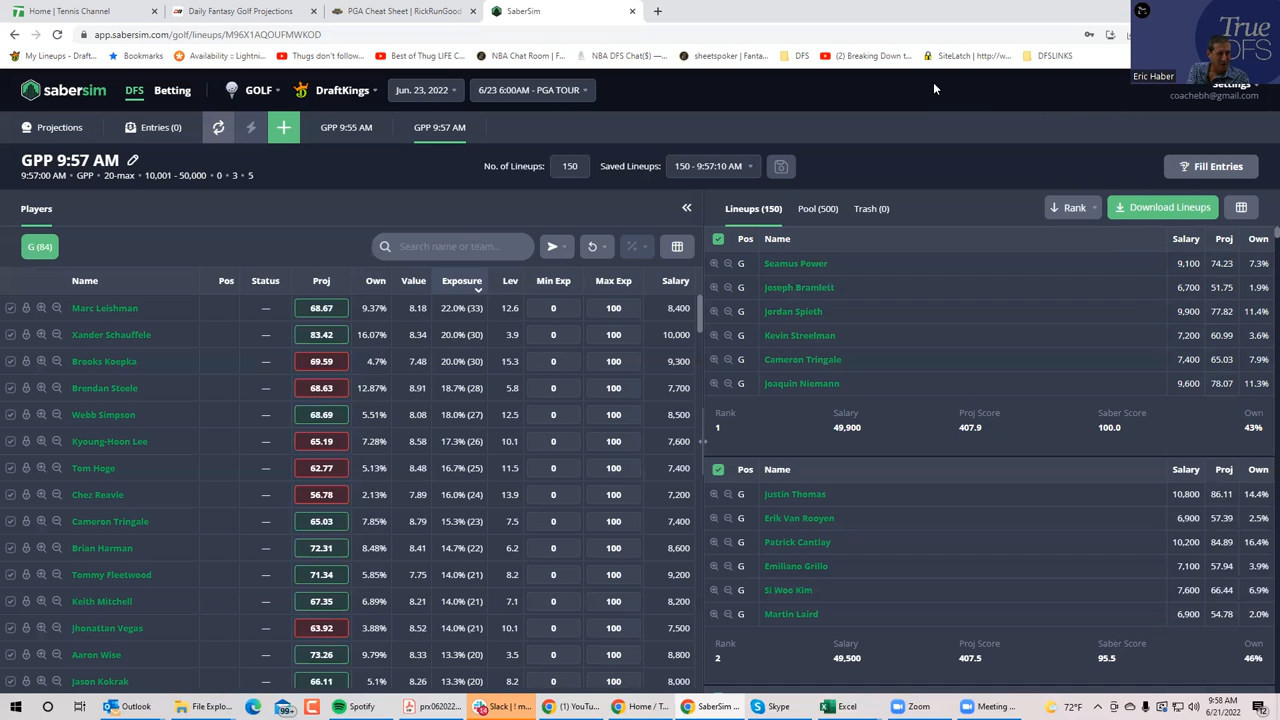 Home | Tennis Channel
Daily Fantasy Golf Projections
PGA Cheat Sheet | RickRunGood
SaberSim
True DFS
app.sabersim.com/golf/lineups/M96X1AQOUFMWKOD
My Lineups - Draft
Bookmarks
Availability :: Lightni...
Thugs don't follow...
Best of Thug LIFE C...
NBA Chat Room | ...
NBA DFS Chat($) -...
sheetspoker | Fanta...
DFS
(2) Breaking Down t...
SiteLatch | http://w...
DFSLINKS
Eric Haber
sabersim
DFS
Betting
GOLF
DraftKings
Jun. 23, 2022
6/23 6:00AM - PGA TOUR
Settings
coachebh@gmail.com
Projections
Entries (0)
GPP 9:55 AM
GPP 9:57 AM
GPP 9:57 AM
9:57:00 AM • GPP • 20-max • 10,001 - 50,000 • 0 • 3 • 5
No. of Lineups: 150
Saved Lineups: 150 - 9:57:10 AM
Fill Entries
Players
Lineups (150) Pool (500) Trash (0)
Rank
Download Lineups
G (84)
Search name or team...
Name Pos Status Proj Own Value Exposure Lev Min Exp Max Exp Salary
Marc Leishman — 68.67 9.37% 8.18 22.0% (33) 12.6 0 100 8,400
Xander Schauffele — 83.42 16.07% 8.34 20.0% (30) 3.9 0 100 10,000
Brooks Koepka — 69.59 4.7% 7.48 20.0% (30) 15.3 0 100 9,300
Brendan Steele — 68.63 12.87% 8.91 18.7% (28) 5.8 0 100 7,700
Webb Simpson — 68.69 5.51% 8.08 18.0% (27) 12.5 0 100 8,500
Kyoung-Hoon Lee — 65.19 7.28% 8.58 17.3% (26) 10.1 0 100 7,600
Tom Hoge — 62.77 5.13% 8.48 16.7% (25) 11.5 0 100 7,400
Chez Reavie — 56.78 2.13% 7.89 16.0% (24) 13.9 0 100 7,200
Cameron Tringale — 65.03 7.85% 8.79 15.3% (23) 7.5 0 100 7,400
Brian Harman — 72.31 8.48% 8.41 14.7% (22) 6.2 0 100 8,600
Tommy Fleetwood — 71.34 5.85% 7.75 14.0% (21) 8.2 0 100 9,200
Keith Mitchell — 67.35 6.89% 8.21 14.0% (21) 7.1 0 100 8,200
Jhonattan Vegas — 63.92 3.88% 8.52 14.0% (21) 10.1 0 100 7,500
Aaron Wise — 73.26 9.79% 8.33 13.3% (20) 3.5 0 100 8,800
Jason Kokrak — 66.11 5.1% 8.26 13.3% (20) 8.2 0 100 8,000
Pos Name Salary Proj Own
G Seamus Power 9,100 74.23 7.3%
G Joseph Bramlett 6,700 51.75 1.9%
G Jordan Spieth 9,900 77.82 11.4%
G Kevin Streelman 7,200 60.99 3.6%
G Cameron Tringale 7,400 65.03 7.9%
G Joaquin Niemann 9,600 78.07 11.3%
Rank Salary Proj Score Saber Score Own
1 49,900 407.9 100.0 43%
Pos Name Salary Proj Own
G Justin Thomas 10,800 86.11 14.4%
G Erik Van Rooyen 6,900 57.39 2.5%
G Patrick Cantlay 10,200 84.89 16.4%
G Emiliano Grillo 7,100 57.94 3.9%
G Si Woo Kim 7,600 66.44 6.9%
G Martin Laird 6,900 54.78 2.0%
Rank Salary Proj Score Saber Score Own
2 49,500 407.5 95.5 46%
Outlook
File Explo...
99+
Spotify
prx062022...
Slack | ! m...
14
(1) YouTu...
Home / T...
SaberSim ...
Skype
Excel
Zoom
Meeting ...
72°F
9:58 AM
6/21/2022